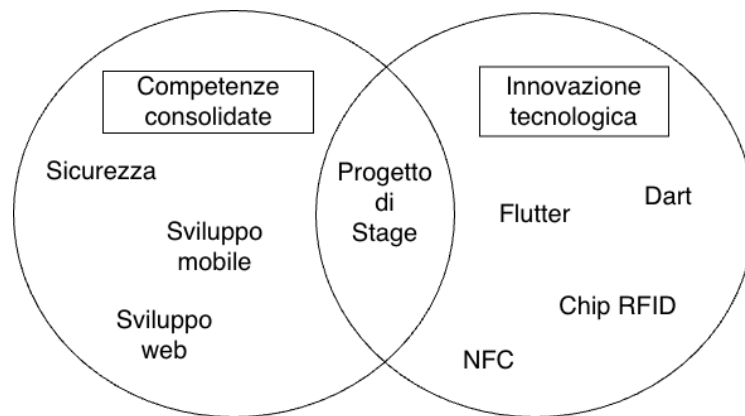 Competenze
consolidate
Sicurezza
Sviluppo
mobile
Sviluppo
web
Progetto
di
Stage
Innovazione
tecnologica
Flutter
Dart
Chip RFID
NFC